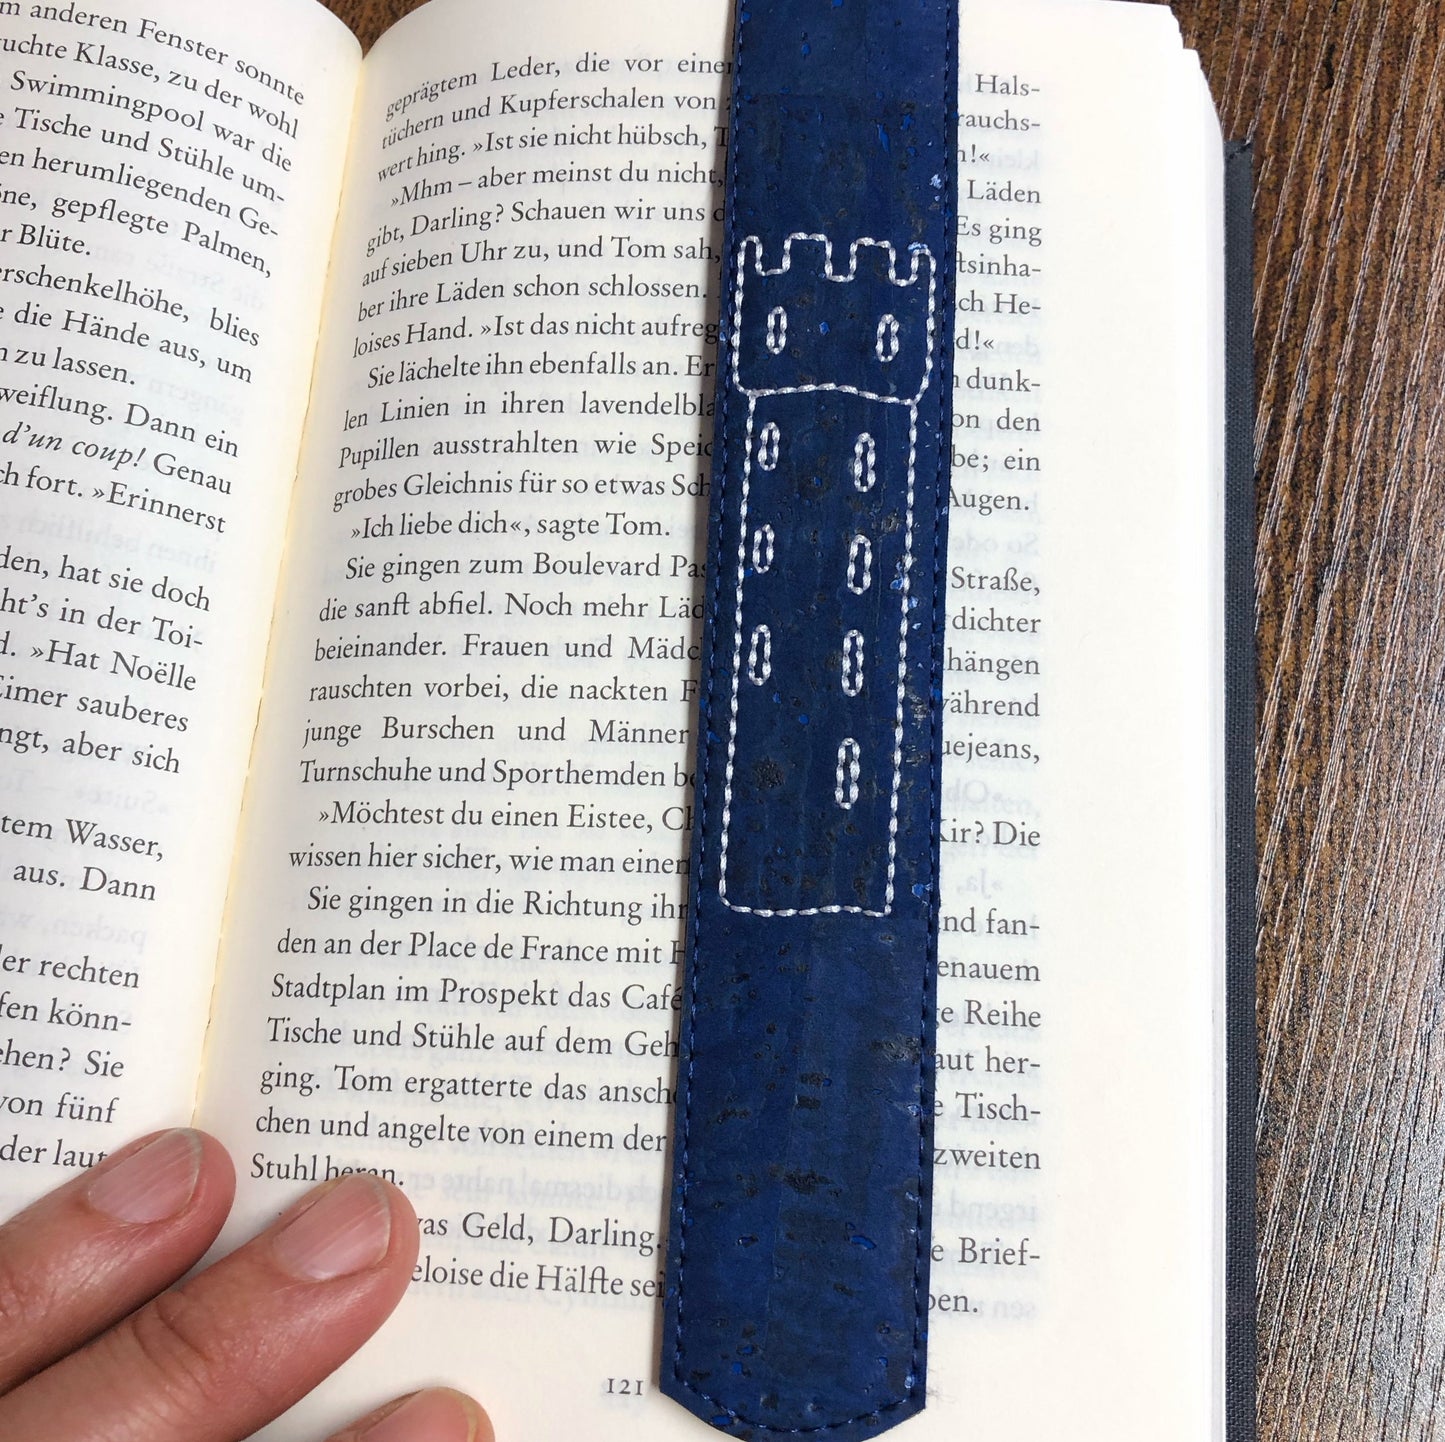 m anderen Fenster sonnte
uchte Klasse, zu der wohl
Swimmingpool war die
e Tische und Stühle um-
en herumliegenden Ge-
ne, gepflegte Palmen,
r Blüte.
erschenkelhöhe, blies
e die Hände aus, um
n zu lassen.
weiflung. Dann ein
d'un coup! Genau
ch fort. »Erinnerst
den, hat sie doch
ht's in der Toi-
d. »Hat Noëlle
Eimer sauberes
ngt, aber sich
tem Wasser,
aus. Dann
er rechten
fen könn-
ehen? Sie
von fünf
der laut
geprägtem Leder, die vor eine Hals-
tüchern und Kupferschalen von rauchs-
wert hing. »Ist sie nicht hübsch, T n!«
»Mhm – aber meinst du nicht, Läden
gibt, Darling? Schauen wir uns d Es ging
auf sieben Uhr zu, und Tom sah, tsinha-
ber ihre Läden schon schlossen. ch He-
loises Hand. »Ist das nicht aufreg d!«
Sie lächelte ihn ebenfalls an. Er dunk-
len Linien in ihren lavendelbla on den
Pupillen ausstrahlten wie Speic be; ein
grobes Gleichnis für so etwas Sch Augen.
»Ich liebe dich«, sagte Tom.
Sie gingen zum Boulevard Pas Straße,
die sanft abfiel. Noch mehr Läd dichter
beieinander. Frauen und Mädc hängen
rauschten vorbei, die nackten F während
junge Burschen und Männer uejeans,
Turnschuhe und Sporthemden be
»Möchtest du einen Eistee, Ch Kir? Die
wissen hier sicher, wie man einen
Sie gingen in die Richtung ihr end fan-
den an der Place de France mit H enauem
Stadtplan im Prospekt das Café te Reihe
Tische und Stühle auf dem Geh aut her-
ging. Tom ergatterte das ansch e Tisch-
chen und angelte von einem der zweiten
Stuhl heran.
vas Geld, Darling. e Brief-
eloise die Hälfte sei ben.
121